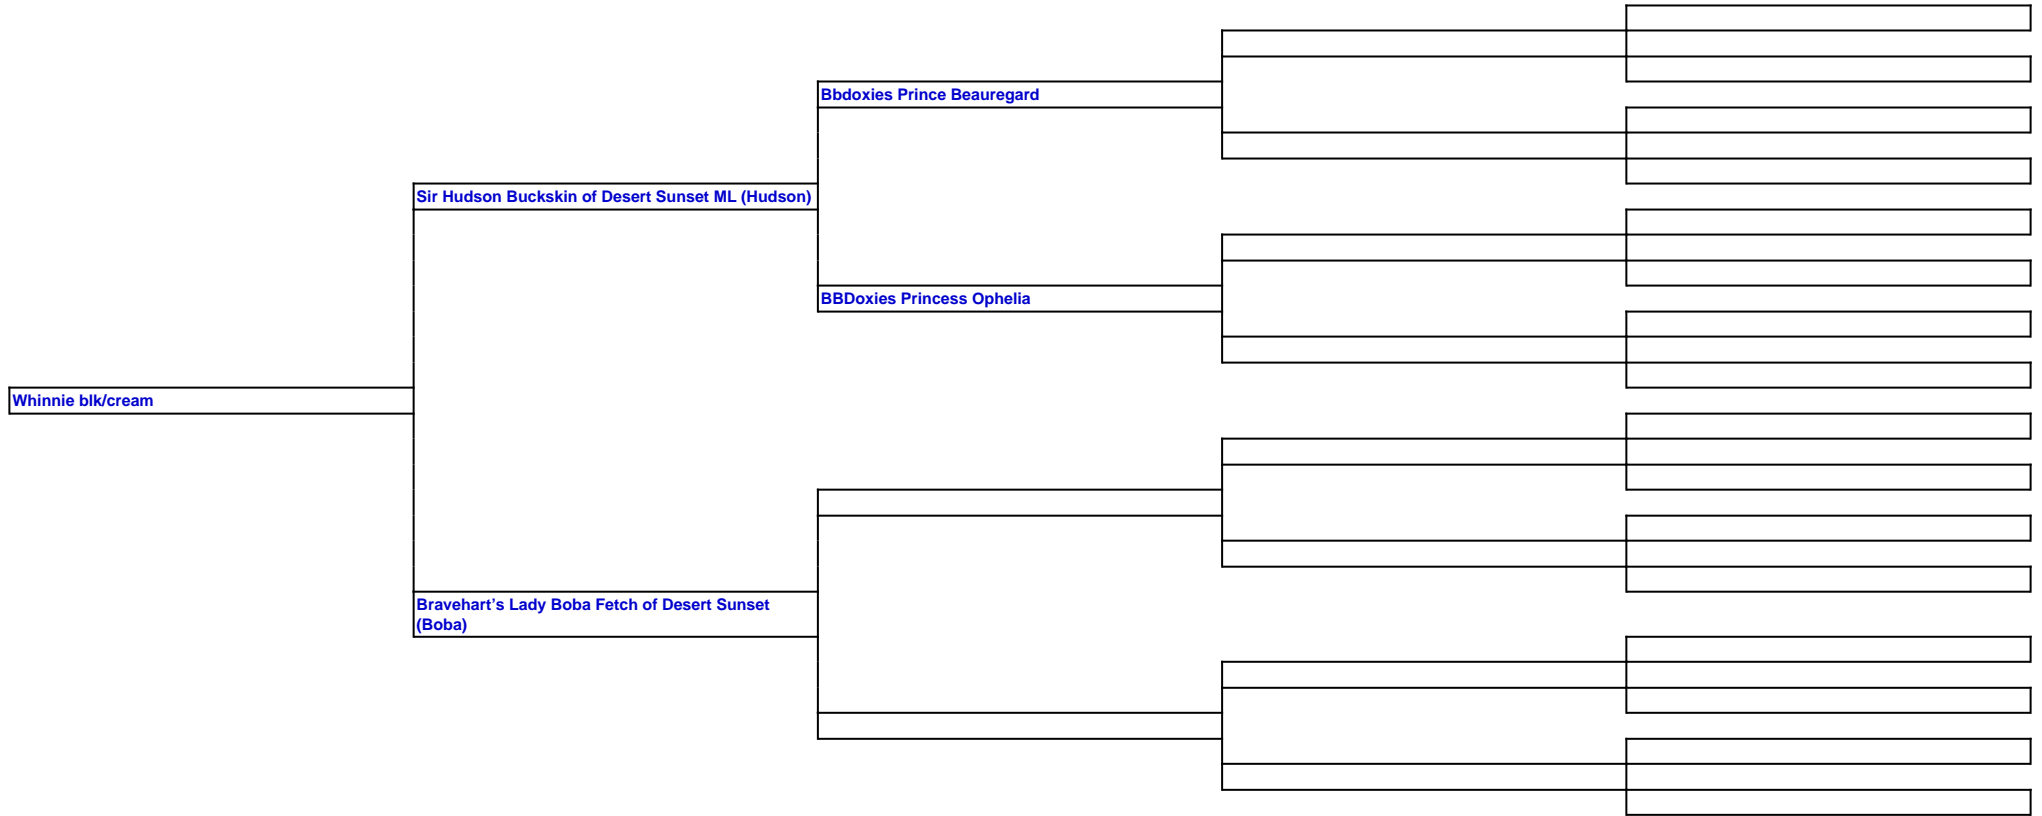 Bbdoxies Prince Beauregard
Sir Hudson Buckskin of Desert Sunset ML (Hudson)
BBDoxies Princess Ophelia
Whinnie blk/cream
Bravehart’s Lady Boba Fetch of Desert Sunset
(Boba)